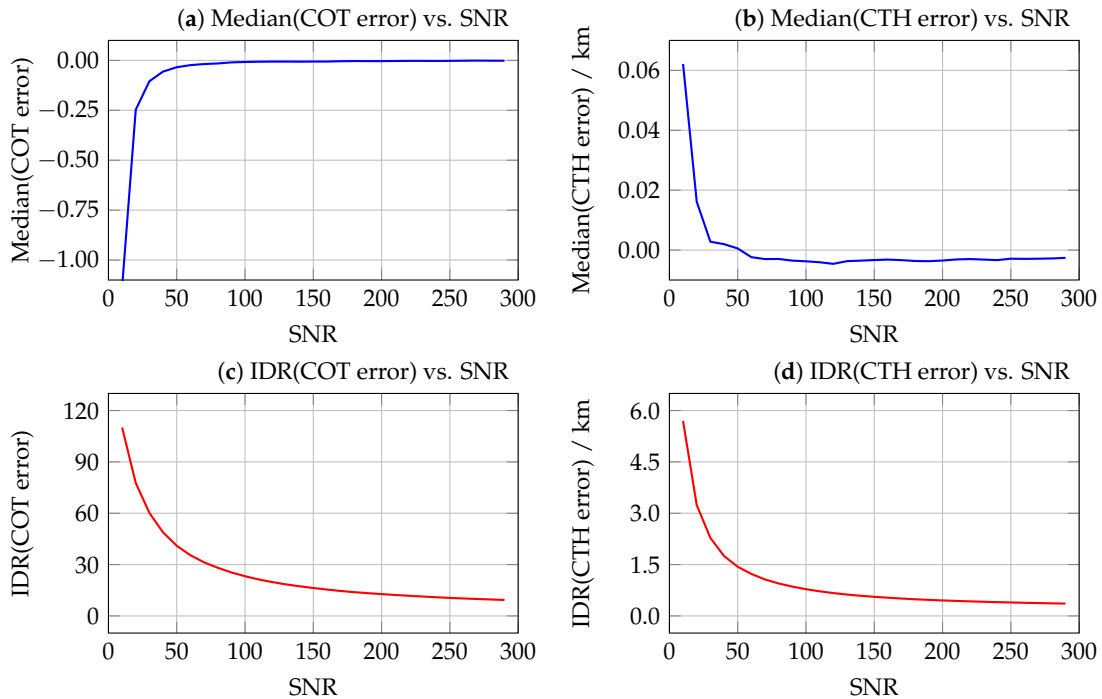 (a) Median(COT error) vs. SNR
Median(COT error)
0.00
−0.25
−0.50
−0.75
−1.00
0 50 100 150 200 250 300
SNR
(b) Median(CTH error) vs. SNR
Median(CTH error) / km
0.06
0.04
0.02
0.00
0 50 100 150 200 250 300
SNR
(c) IDR(COT error) vs. SNR
IDR(COT error)
120
90
60
30
0
0 50 100 150 200 250 300
SNR
(d) IDR(CTH error) vs. SNR
IDR(CTH error) / km
6.0
4.5
3.0
1.5
0.0
0 50 100 150 200 250 300
SNR